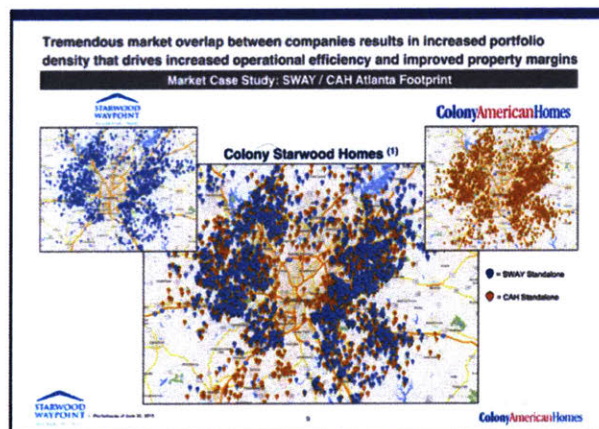 Tremendous market overlap between companies results in increased portfolio
density that drives increased operational efficiency and improved property margins
Market Case Study: SWAY / CAH Atlanta Footprint
STARWOOD
WAYPOINT
ColonyAmericanHomes
Colony Starwood Homes (1)
= SWAY Standalone
= CAH Standalone
STARWOOD
WAYPOINT
9
ColonyAmericanHomes